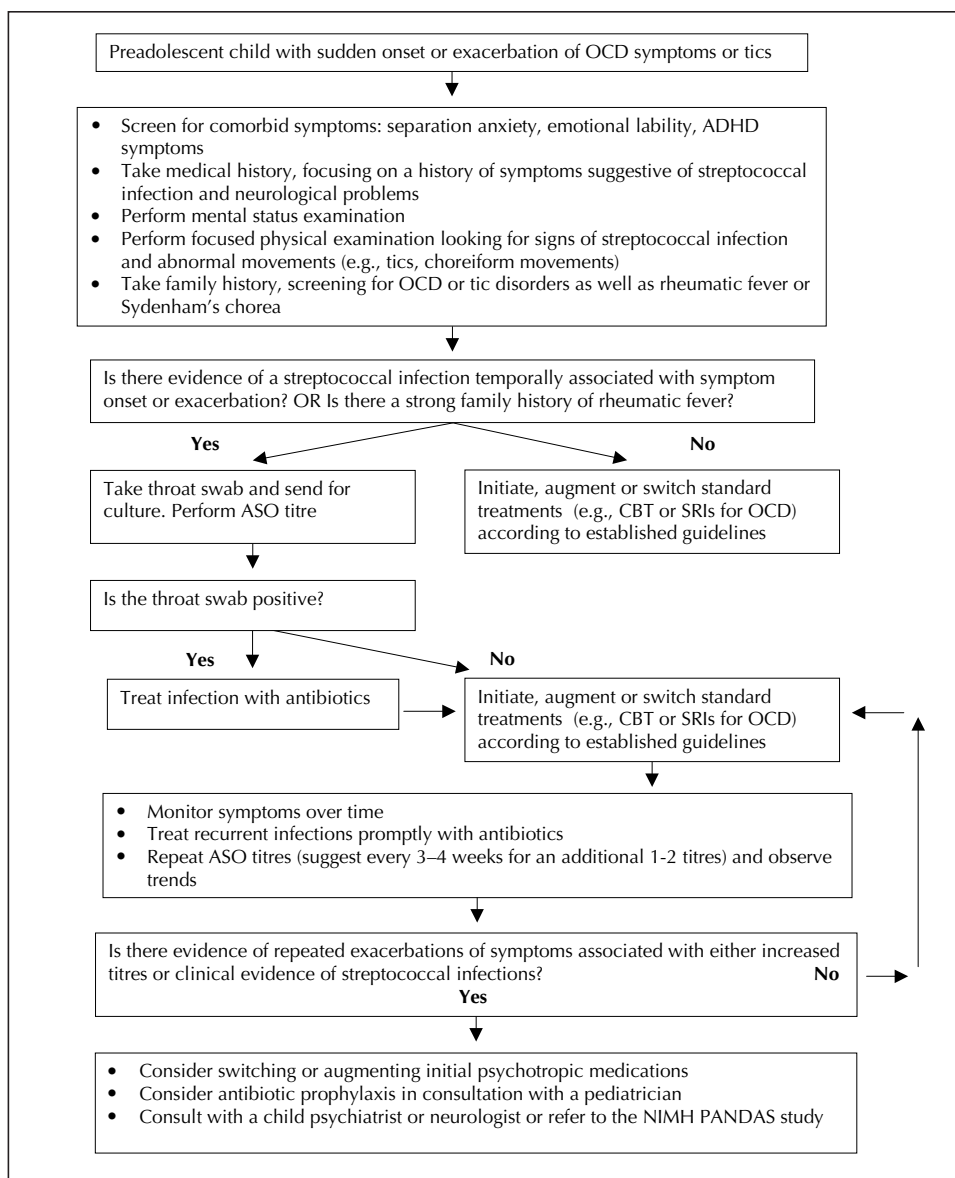 Preadolescent child with sudden onset or exacerbation of OCD symptoms or tics
• Screen for comorbid symptoms: separation anxiety, emotional lability, ADHD
symptoms
• Take medical history, focusing on a history of symptoms suggestive of streptococcal
infection and neurological problems
• Perform mental status examination
• Perform focused physical examination looking for signs of streptococcal infection
and abnormal movements (e.g., tics, choreiform movements)
• Take family history, screening for OCD or tic disorders as well as rheumatic fever or
Sydenham's chorea
Is there evidence of a streptococcal infection temporally associated with symptom
onset or exacerbation? OR Is there a strong family history of rheumatic fever?
Yes
No
Take throat swab and send for
culture. Perform ASO titre
Initiate, augment or switch standard
treatments (e.g., CBT or SRIs for OCD)
according to established guidelines
Is the throat swab positive?
Yes
No
Treat infection with antibiotics
Initiate, augment or switch standard
treatments (e.g., CBT or SRIs for OCD)
according to established guidelines
• Monitor symptoms over time
• Treat recurrent infections promptly with antibiotics
• Repeat ASO titres (suggest every 3–4 weeks for an additional 1-2 titres) and observe
trends
Is there evidence of repeated exacerbations of symptoms associated with either increased
titres or clinical evidence of streptococcal infections?
No
Yes
• Consider switching or augmenting initial psychotropic medications
• Consider antibiotic prophylaxis in consultation with a pediatrician
• Consult with a child psychiatrist or neurologist or refer to the NIMH PANDAS study